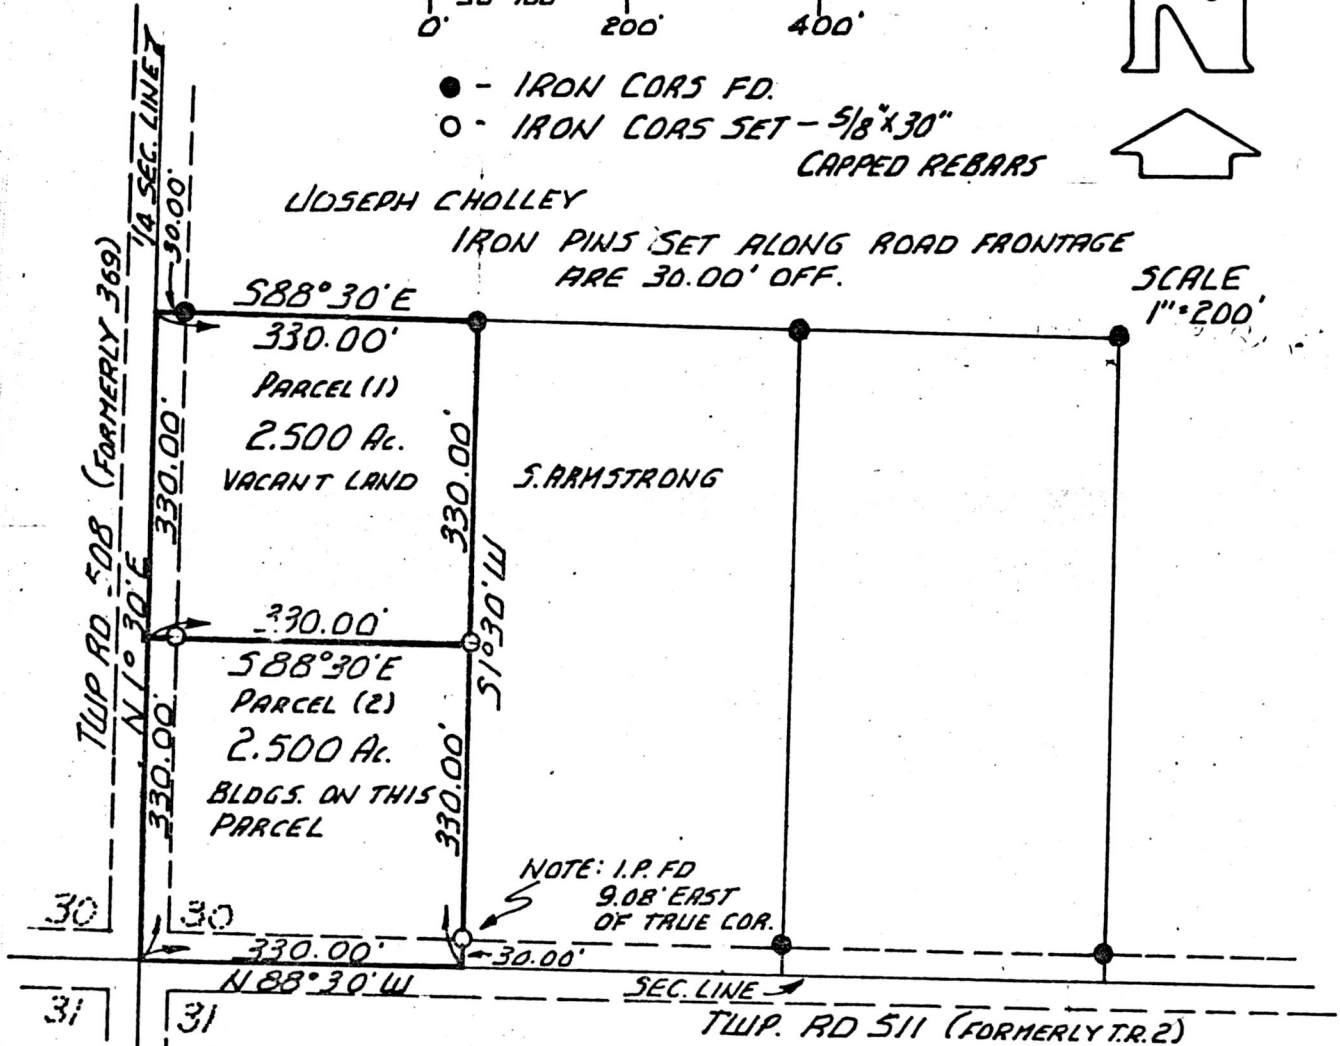 50' 100'
0' 200' 400'
N
● - IRON CORS FD.
○ - IRON CORS SET - 5/8" X 30"
CAPPED REBARS
JOSEPH CHOLLEY
IRON PINS SET ALONG ROAD FRONTAGE
ARE 30.00' OFF.
SCALE
1" = 200'
1/4 SEC. LINE
30.00'
TWP RD 508 (FORMERLY 369)
N 1° 30' E
S88°30'E
330.00'
PARCEL (1)
2.500 Ac.
VACANT LAND
330.00'
330.00'
S. ARMSTRONG
S1°30'W
330.00'
S88°30'E
PARCEL (2)
2.500 Ac.
BLDGS. ON THIS
PARCEL
330.00'
330.00'
NOTE: I.P. FD
9.08' EAST
OF TRUE COR.
30
30
330.00'
30.00'
N88°30'W
SEC. LINE
31
31
TWP. RD 511 (FORMERLY T.R. 2)